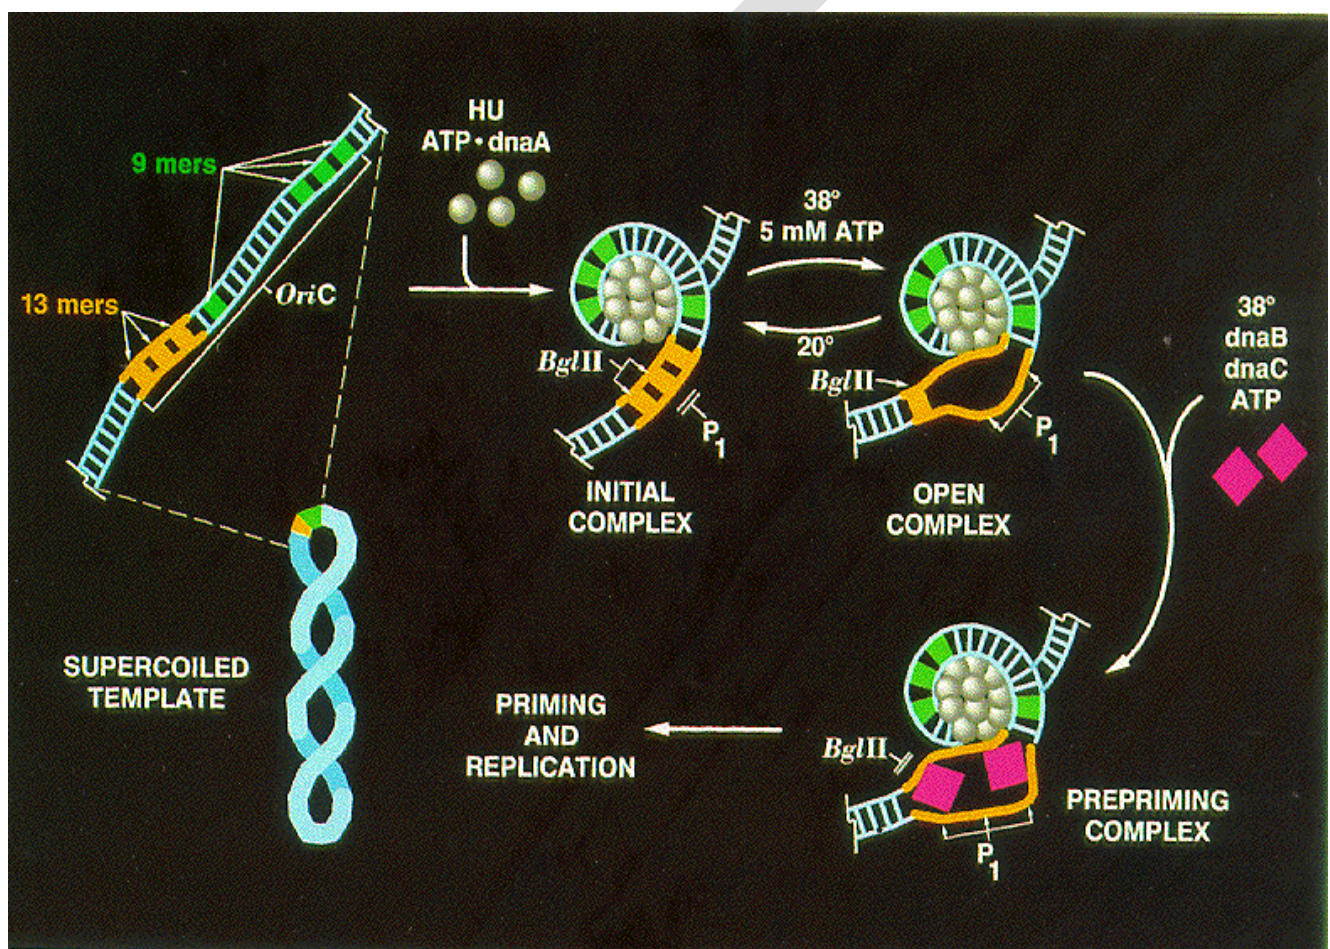 HU
ATP•dnaA
9 mers
38°
5 mM ATP
OriC
13 mers
38°
dnaB
dnaC
ATP
20°
BglII
BglII
P1
P1
INITIAL
COMPLEX
OPEN
COMPLEX
SUPERCOILED
TEMPLATE
PRIMING
AND
REPLICATION
BglII
PREPRIMING
COMPLEX
P1